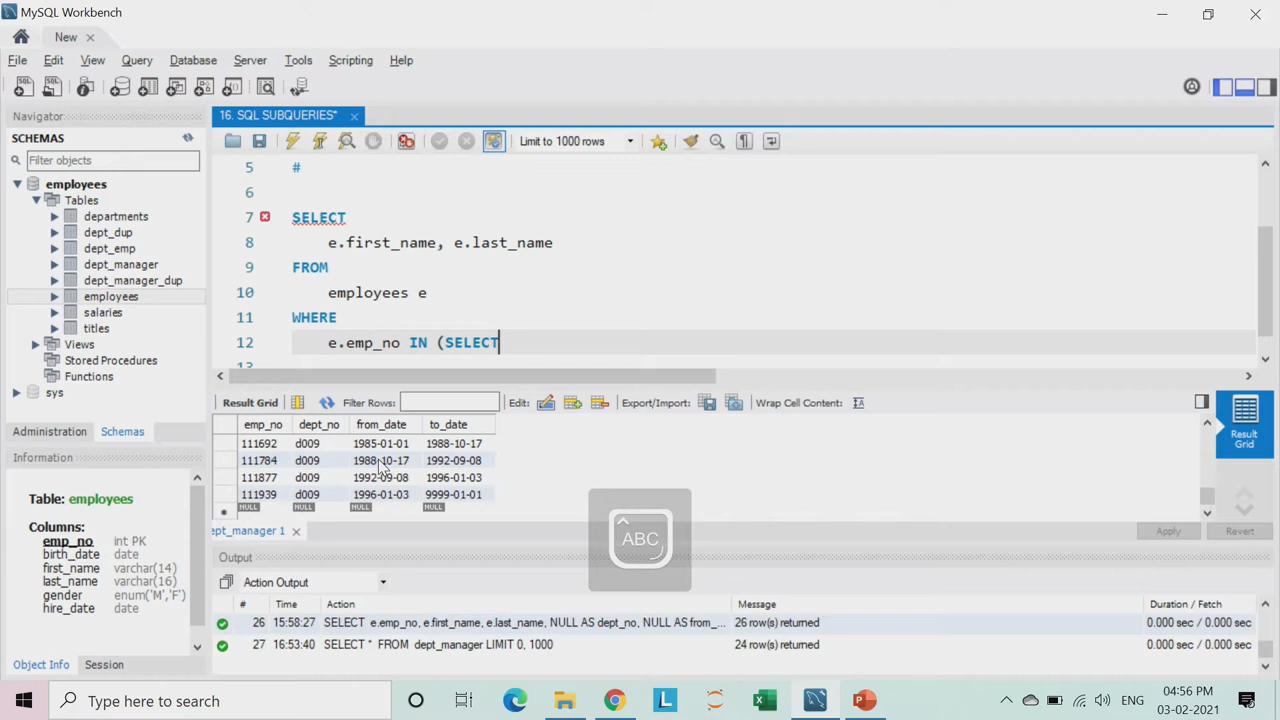 MySQL Workbench
New
File Edit View Query Database Server Tools Scripting Help
Navigator
SCHEMAS
Filter objects
employees
Tables
departments
dept_dup
dept_emp
dept_manager
dept_manager_dup
employees
salaries
titles
Views
Stored Procedures
Functions
sys
Administration Schemas
Information
Table: employees
Columns:
emp_no int PK
birth_date date
first_name varchar(14)
last_name varchar(16)
gender enum('M','F')
hire_date date
Object Info Session
16. SQL SUBQUERIES*
Limit to 1000 rows
5 #
6
7 SELECT
8 e.first_name, e.last_name
9 FROM
10 employees e
11 WHERE
12 e.emp_no IN (SELECT
13
Result Grid Filter Rows: Edit: Export/Import: Wrap Cell Content:
emp_no dept_no from_date to_date
111692 d009 1985-01-01 1988-10-17
111784 d009 1988-10-17 1992-09-08
111877 d009 1992-09-08 1996-01-03
111939 d009 1996-01-03 9999-01-01
NULL NULL NULL NULL
Result
Grid
ept_manager 1
Apply Revert
ABC
Output
Action Output
# Time Action Message Duration / Fetch
26 15:58:27 SELECT e.emp_no, e.first_name, e.last_name, NULL AS dept_no, NULL AS from_... 26 row(s) returned 0.000 sec / 0.000 sec
27 16:53:40 SELECT * FROM dept_manager LIMIT 0, 1000 24 row(s) returned 0.000 sec / 0.000 sec
Type here to search
ENG
04:56 PM
03-02-2021